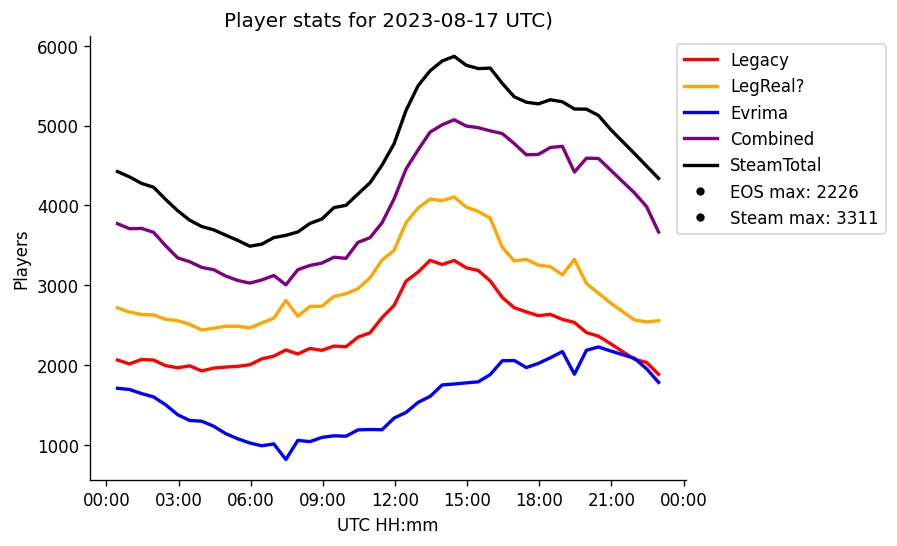 Player stats for 2023-08-17 UTC)
6000
5000
4000
3000
2000
1000
Players
00:00 03:00 06:00 09:00 12:00 15:00 18:00 21:00 00:00
UTC HH:mm
Legacy
LegReal?
Evrima
Combined
SteamTotal
EOS max: 2226
Steam max: 3311